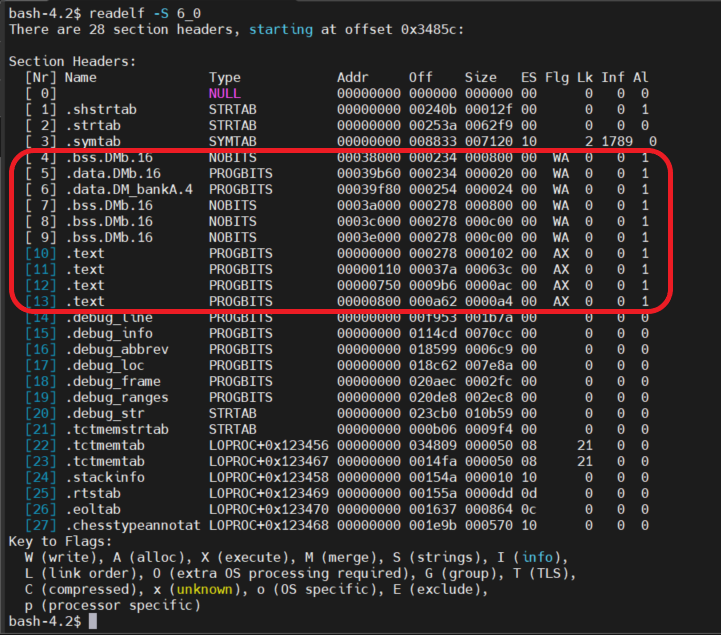 bash-4.2$ readelf -S 6_0
There are 28 section headers, starting at offset 0x3485c:

Section Headers:
  [Nr] Name              Type            Addr     Off    Size   ES Flg Lk Inf Al
  [ 0]                   NULL            00000000 000000 000000 00      0   0  0
  [ 1] .shstrtab         STRTAB          00000000 00240b 00012f 00      0   0  1
  [ 2] .strtab           STRTAB          00000000 00253a 0062f9 00      0   0  0
  [ 3] .symtab           SYMTAB          00000000 008833 007120 10      2 1789  0
  [ 4] .bss.DMb.16       NOBITS          00038000 000234 000800 00  WA  0   0  1
  [ 5] .data.DMb.16      PROGBITS        00039b60 000234 000020 00  WA  0   0  1
  [ 6] .data.DM_bankA.4  PROGBITS        00039f80 000254 000024 00  WA  0   0  1
  [ 7] .bss.DMb.16       NOBITS          0003a000 000278 000800 00  WA  0   0  1
  [ 8] .bss.DMb.16       NOBITS          0003c000 000278 000c00 00  WA  0   0  1
  [ 9] .bss.DMb.16       NOBITS          0003e000 000278 000c00 00  WA  0   0  1
  [10] .text             PROGBITS        00000000 000278 000102 00  AX  0   0  1
  [11] .text             PROGBITS        00000110 00037a 00063c 00  AX  0   0  1
  [12] .text             PROGBITS        00000750 0009b6 0000ac 00  AX  0   0  1
  [13] .text             PROGBITS        00000800 000a62 0000a4 00  AX  0   0  1
  [14] .debug_line       PROGBITS        00000000 00f953 001b7a 00      0   0  0
  [15] .debug_info       PROGBITS        00000000 0114cd 0070cc 00      0   0  0
  [16] .debug_abbrev     PROGBITS        00000000 018599 0006c9 00      0   0  0
  [17] .debug_loc        PROGBITS        00000000 018c62 007e8a 00      0   0  0
  [18] .debug_frame      PROGBITS        00000000 020aec 0002fc 00      0   0  0
  [19] .debug_ranges     PROGBITS        00000000 020de8 002ec8 00      0   0  0
  [20] .debug_str        STRTAB          00000000 023cb0 010b59 00      0   0  0
  [21] .tctmemstrtab     STRTAB          00000000 000b06 0009f4 00      0   0  0
  [22] .tctmemtab        LOPROC+0x123456 00000000 034809 000050 08     21   0  0
  [23] .tctmemtab        LOPROC+0x123467 00000000 0014fa 000050 08     21   0  0
  [24] .stackinfo        LOPROC+0x123458 00000000 00154a 000010 10      0   0  0
  [25] .rtstab           LOPROC+0x123469 00000000 00155a 0000dd 0d      0   0  0
  [26] .eoltab           LOPROC+0x123470 00000000 001637 000864 0c      0   0  0
  [27] .chesstypeannotat LOPROC+0x123468 00000000 001e9b 000570 10      0   0  0
Key to Flags:
  W (write), A (alloc), X (execute), M (merge), S (strings), I (info),
  L (link order), O (extra OS processing required), G (group), T (TLS),
  C (compressed), x (unknown), o (OS specific), E (exclude),
  p (processor specific)
bash-4.2$